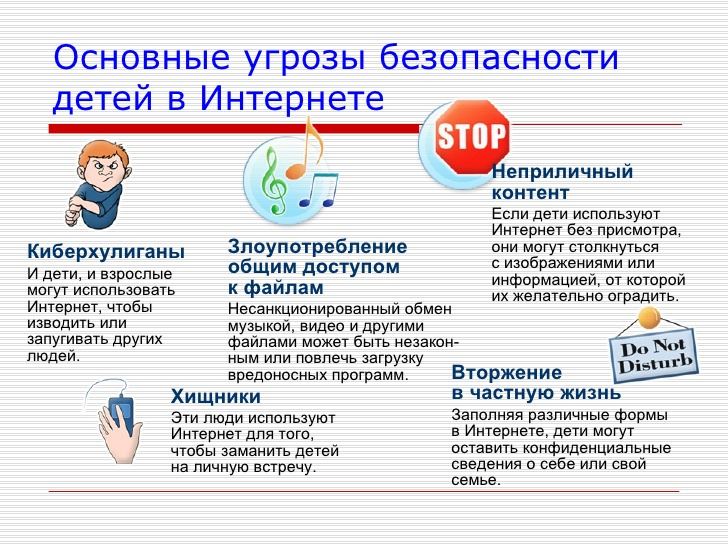 Основные угрозы безопасности
детей в Интернете
STOP
Неприличный
контент
Если дети используют
Интернет без присмотра,
они могут столкнуться
с изображениями или
информацией, от которой
их желательно оградить.
Киберхулиганы
И дети, и взрослые
могут использовать
Интернет, чтобы
изводить или
запугивать других
людей.
Злоупотребление
общим доступом
к файлам
Несанкционированный обмен
музыкой, видео и другими
файлами может быть незакон-
ным или повлечь загрузку
вредоносных программ.
Хищники
Эти люди используют
Интернет для того,
чтобы заманить детей
на личную встречу.
Do Not
Disturb
Вторжение
в частную жизнь
Заполняя различные формы
в Интернете, дети могут
оставить конфиденциальные
сведения о себе или свой
семье.